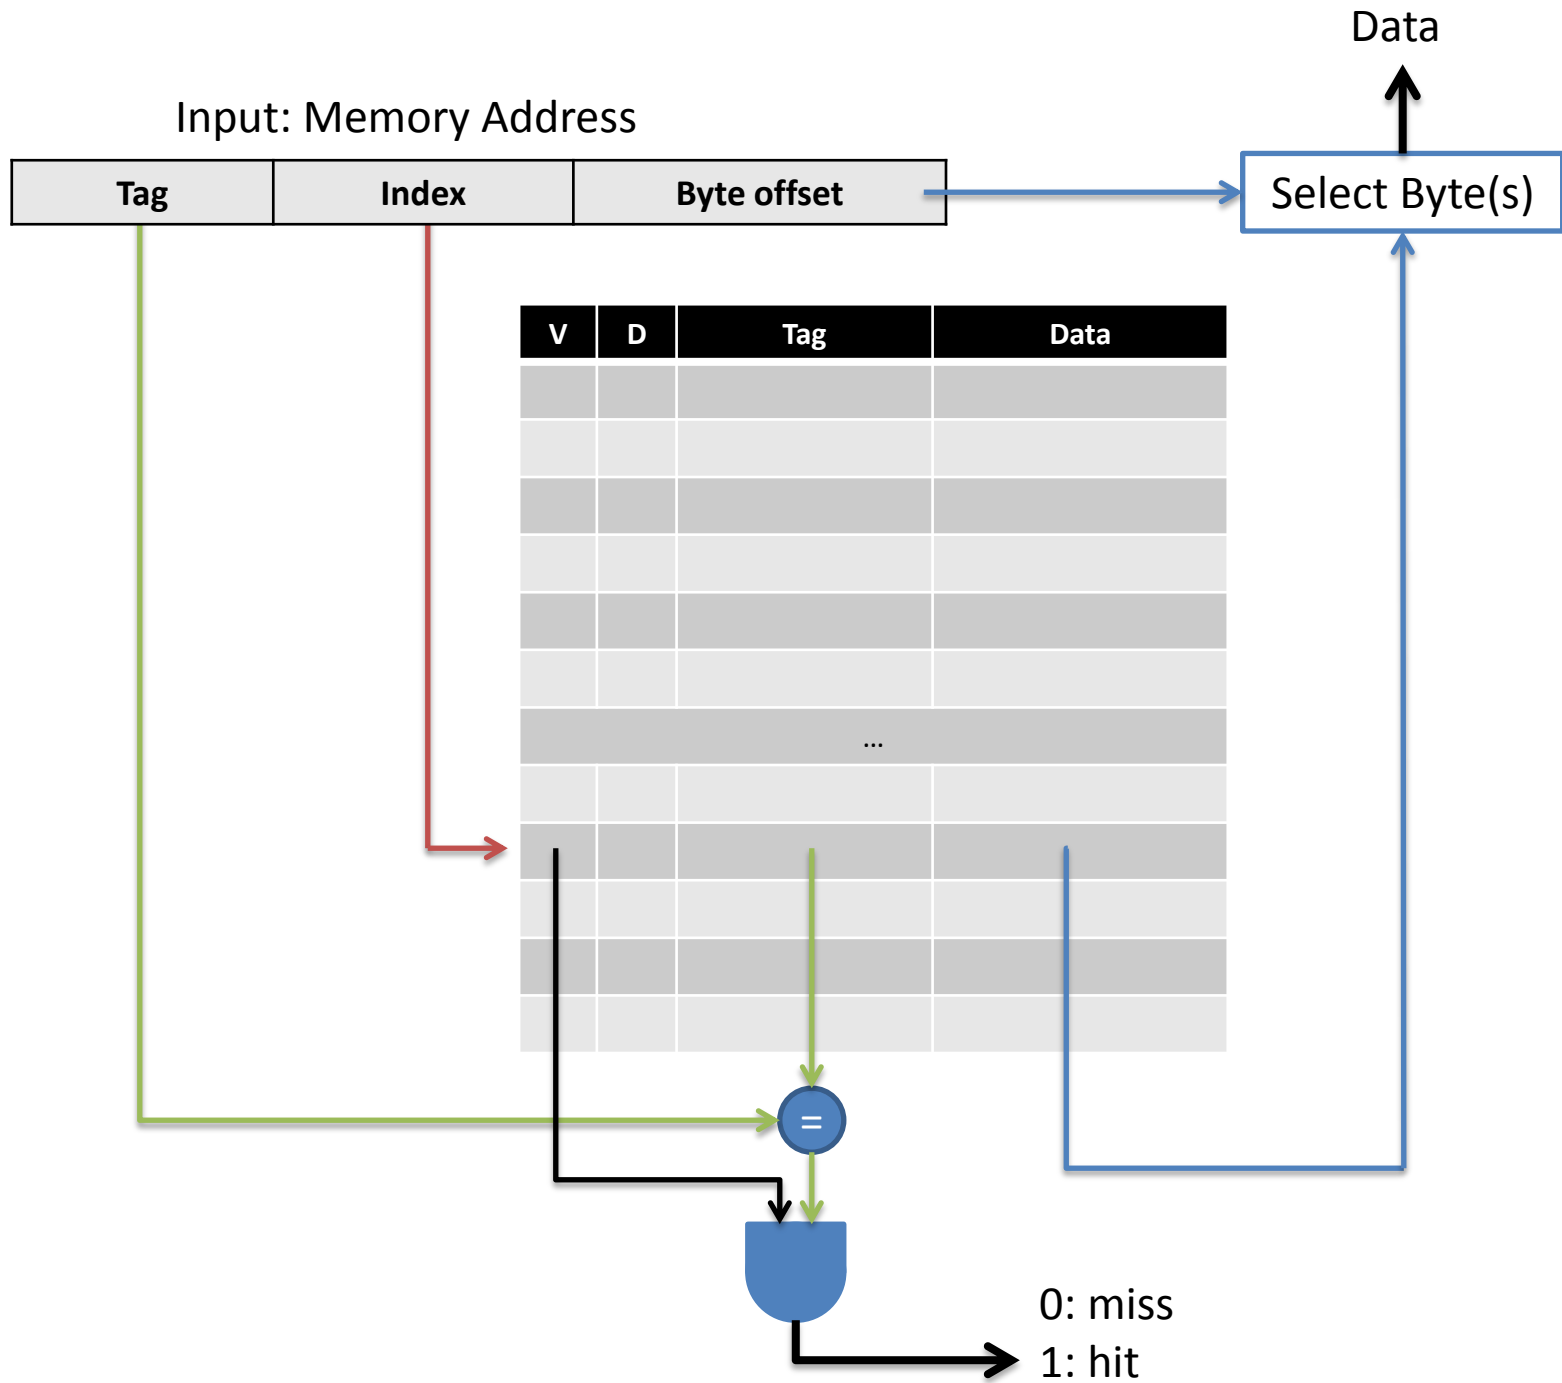 Data
Input: Memory Address
Tag Index Byte offset
Select Byte(s)
V D Tag Data
...
=
0: miss
1: hit